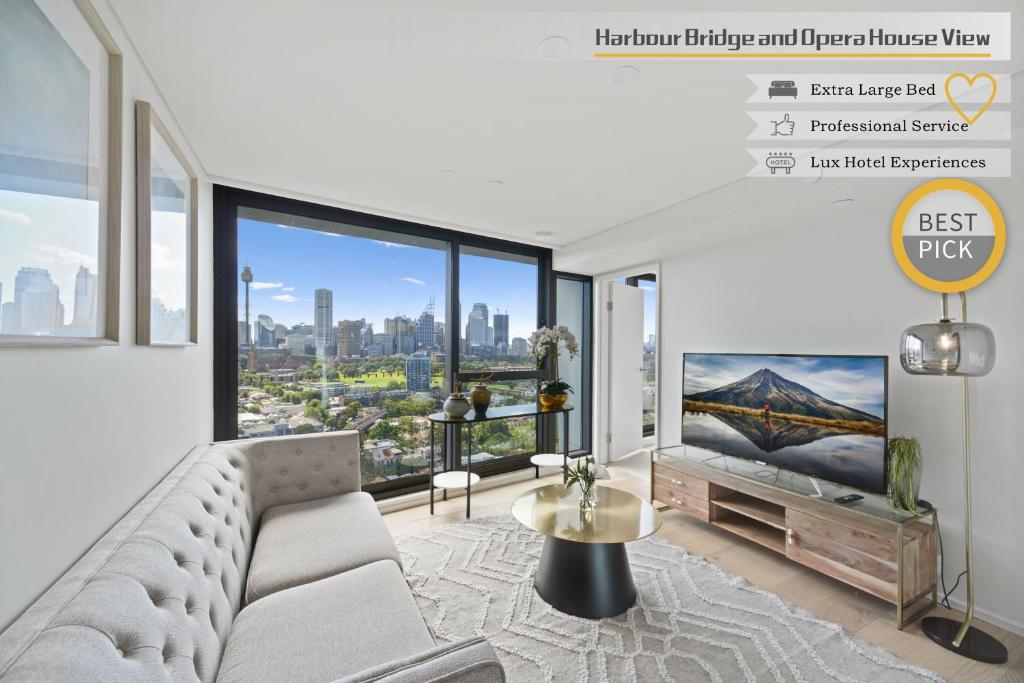 Harbour Bridge and Opera House View
Extra Large Bed
Professional Service
HOTEL
Lux Hotel Experiences
BEST
PICK